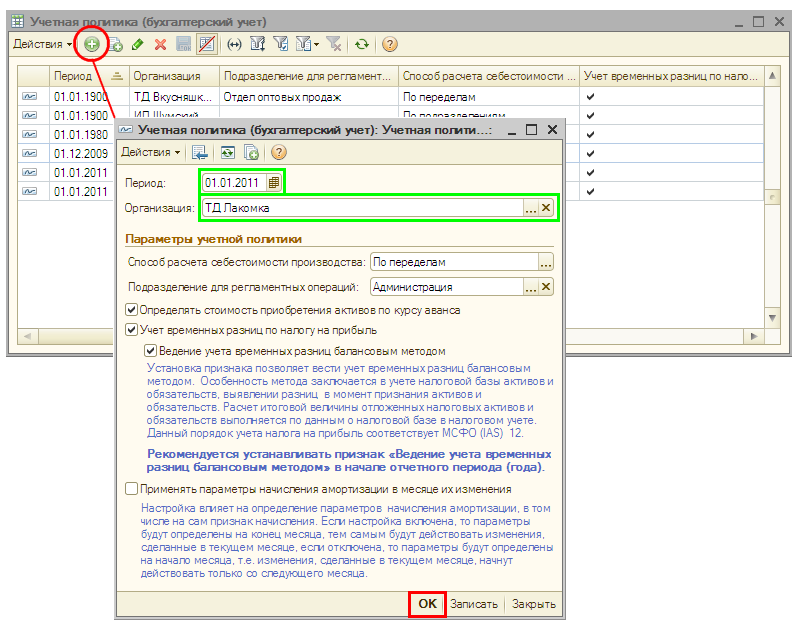 Учетная политика (бухгалтерский учет)
Действия
Период Организация Подразделение для регламент... Способ расчета себестоимости ... Учет временных разниц по нало...
01.01.1900 ТД Вкусняшк... Отдел оптовых продаж По переделам
01.01.1900 ИП Шумский По подразделениям
01.01.1980
01.12.2009
01.01.2011
01.01.2011
Учетная политика (бухгалтерский учет): Учетная полити...:
Действия
Период: 01.01.2011
Организация: ТД Лакомка
Параметры учетной политики
Способ расчета себестоимости производства: По переделам
Подразделение для регламентных операций: Администрация
Определять стоимость приобретения активов по курсу аванса
Учет временных разниц по налогу на прибыль
Ведение учета временных разниц балансовым методом
Установка признака позволяет вести учет временных разниц балансовым
методом. Особенность метода заключается в учете налоговой базы активов и
обязательств, выявлении разниц в момент признания активов и
обязательств. Расчет итоговой величины отложенных налоговых активов и
обязательств выполняется по данным о налоговой базе в налоговом учете.
Данный порядок учета налога на прибыль соответствует МСФО (IAS) 12.
Рекомендуется устанавливать признак «Ведение учета временных
разниц балансовым методом» в начале отчетного периода (года).
Применять параметры начисления амортизации в месяце их изменения
Настройка влияет на определение параметров начисления амортизации, в том
числе на сам признак начисления. Если настройка включена, то параметры
будут определены на конец месяца, тем самым будут действовать изменения,
сделанные в текущем месяце, если отключена, то параметры будут определены
на начало месяца, т.е. изменения, сделанные в текущем месяце, начнут
действовать только со следующего месяца.
OK Записать Закрыть